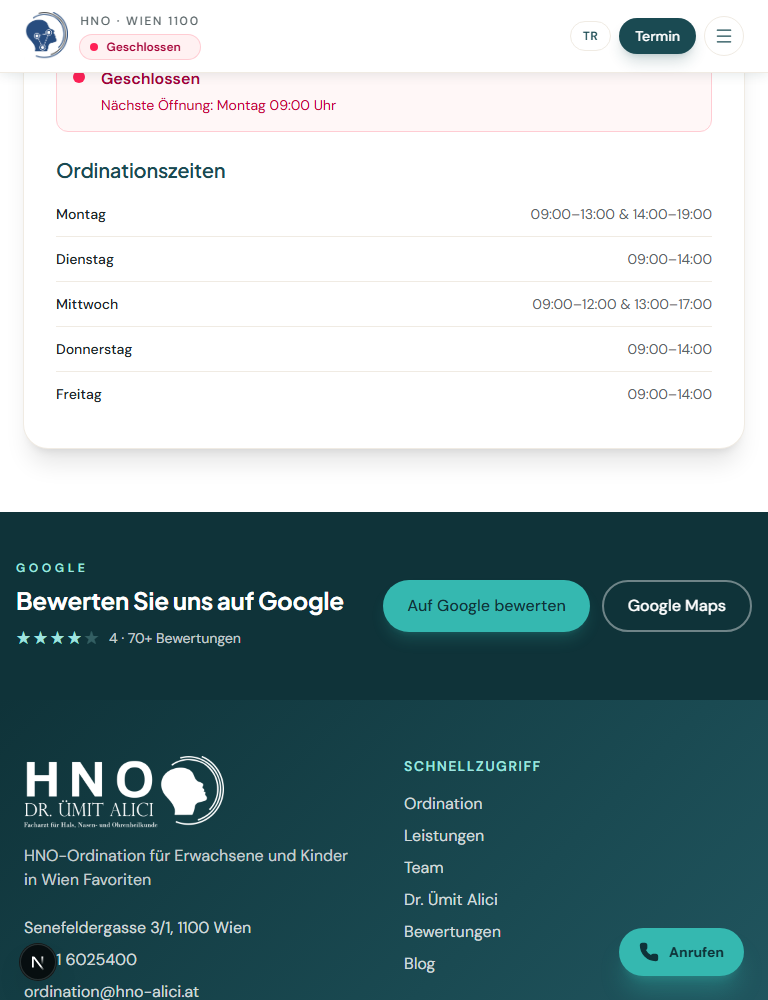 HNO · WIEN 1100
Geschlossen
TR
Termin
Geschlossen
Nächste Öffnung: Montag 09:00 Uhr
Ordinationszeiten
Montag 09:00–13:00 & 14:00–19:00
Dienstag 09:00–14:00
Mittwoch 09:00–12:00 & 13:00–17:00
Donnerstag 09:00–14:00
Freitag 09:00–14:00
GOOGLE
Bewerten Sie uns auf Google
4 · 70+ Bewertungen
Auf Google bewerten
Google Maps
HNO
DR. ÜMIT ALICI
Facharzt für Hals, Nasen- und Ohrenheilkunde
HNO-Ordination für Erwachsene und Kinder
in Wien Favoriten
Senefeldergasse 3/1, 1100 Wien
1 6025400
ordination@hno-alici.at
SCHNELLZUGRIFF
Ordination
Leistungen
Team
Dr. Ümit Alici
Bewertungen
Blog
N
Anrufen